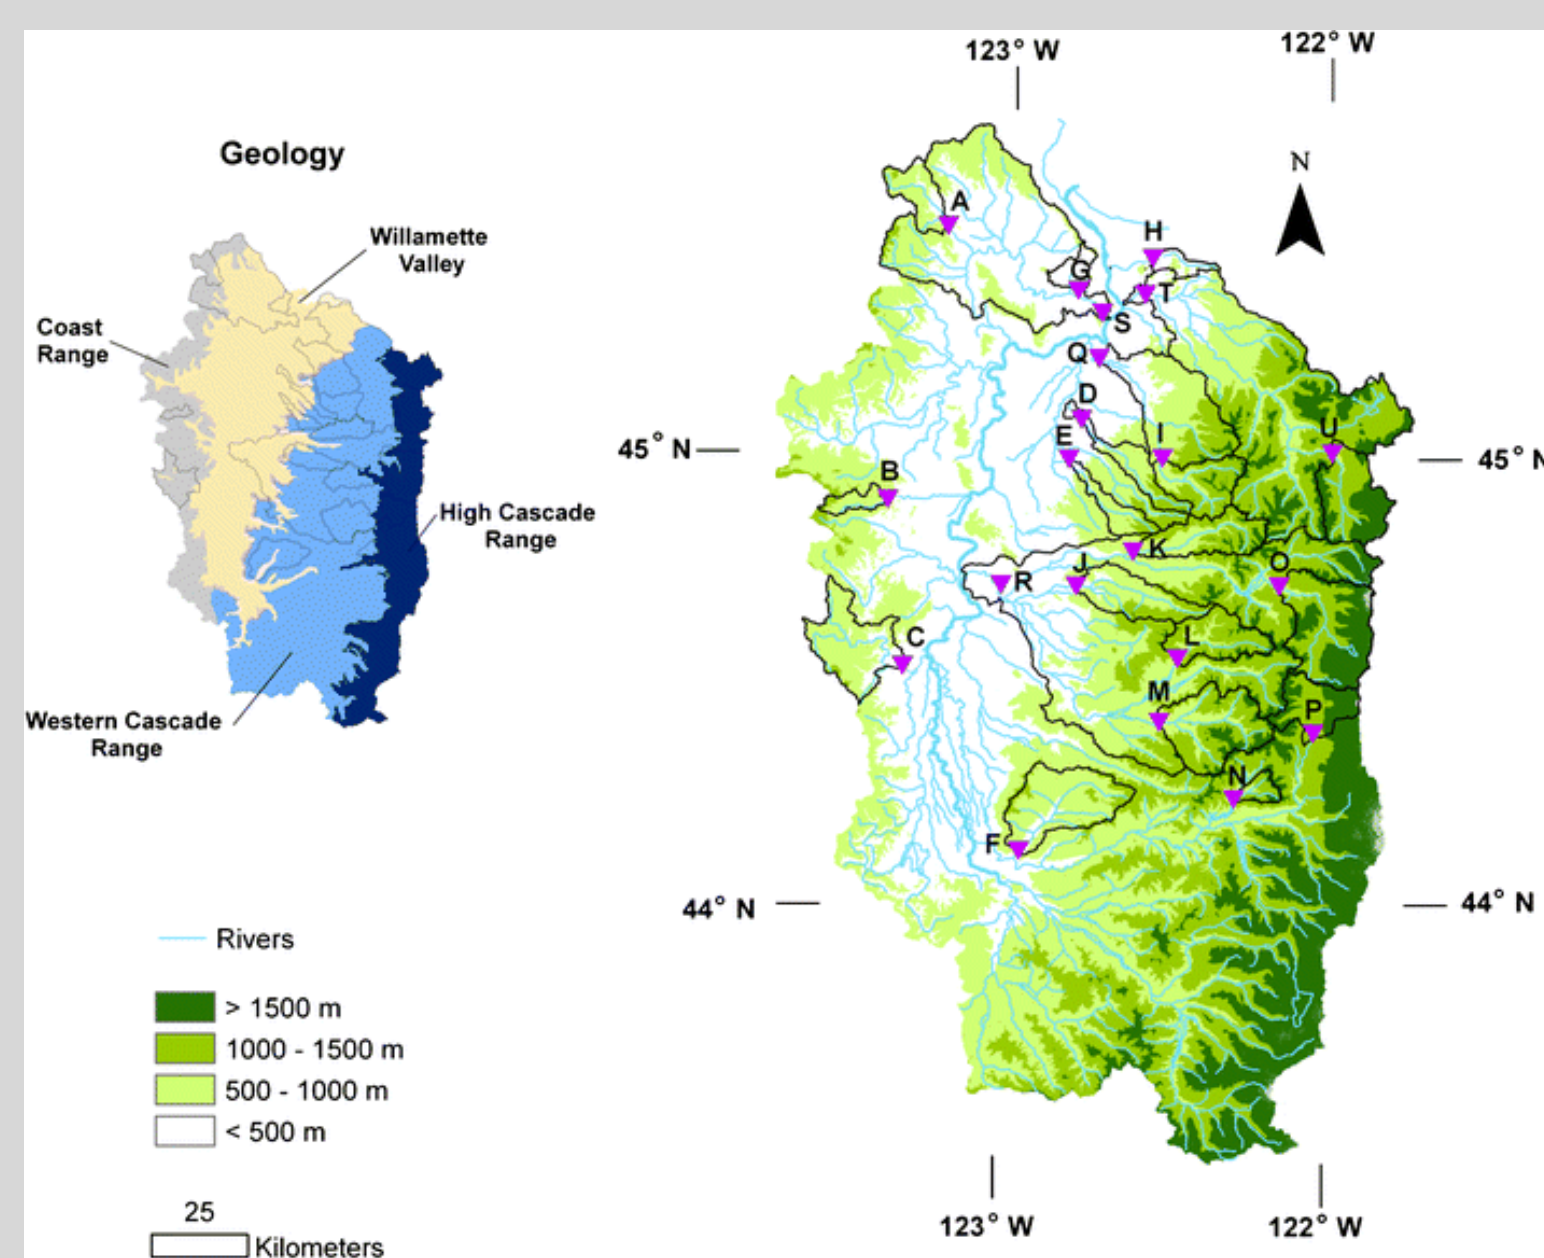 Geology
Willamette
Valley
Coast
Range
High Cascade
Range
Western Cascade
Range
Rivers
> 1500 m
1000 - 1500 m
500 - 1000 m
< 500 m
25
Kilometers
123° W
122° W
N
A
H
G
T
S
Q
D
E
I
U
45° N
45° N
B
K
J
O
R
C
L
M
P
N
F
44° N
44° N
123° W
122° W